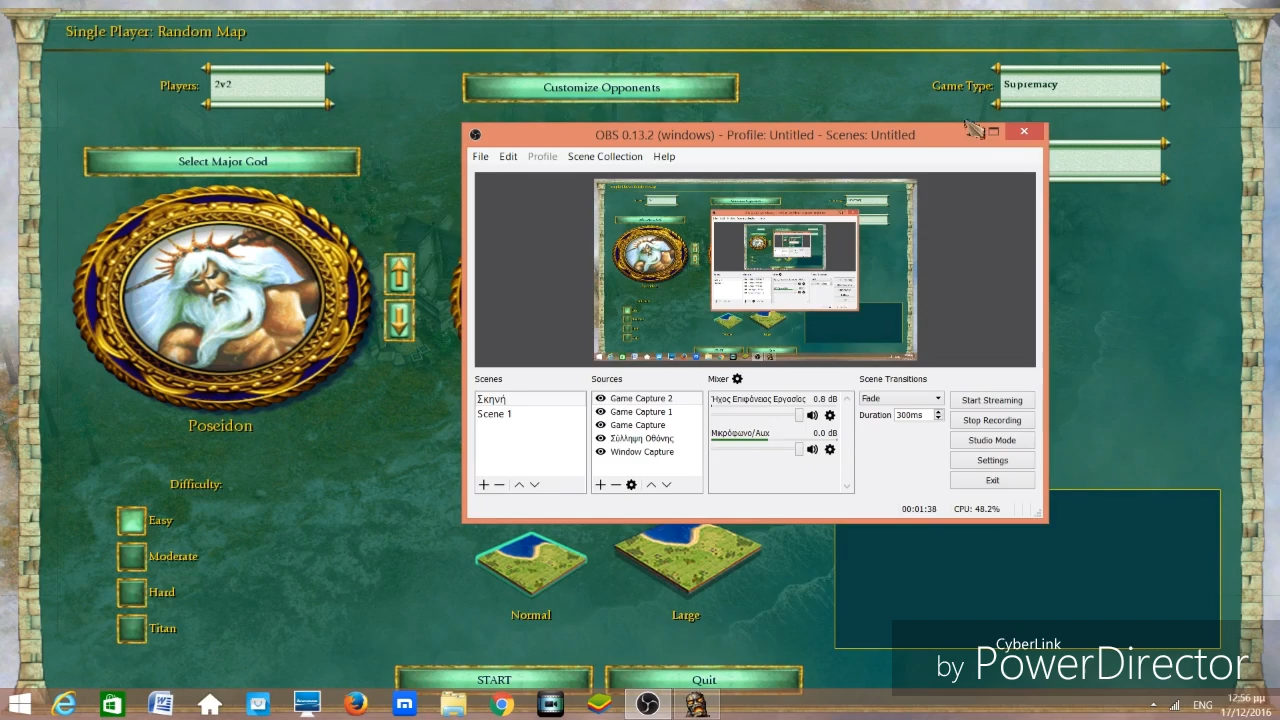 Single Player: Random Map
Players: 2v2
Customize Opponents
Game Type: Supremacy
Select Major God
Poseidon
Difficulty:
Easy
Moderate
Hard
Titan
OBS 0.13.2 (windows) - Profile: Untitled - Scenes: Untitled
File Edit Profile Scene Collection Help
Scenes
Σκηνή
Scene 1
Sources
Game Capture 2
Game Capture 1
Game Capture
Σύλληψη Οθόνης
Window Capture
Mixer
Ήχος Επιφάνειας Εργασίας 0.8 dB
Μικρόφωνο/Aux 0.0 dB
Scene Transitions
Fade
Duration 300ms
Start Streaming
Stop Recording
Studio Mode
Settings
Exit
00:01:38 CPU: 48.2%
Normal
Large
START
Quit
CyberLink
by PowerDirector
ENG
12:56 μμ
17/12/2016